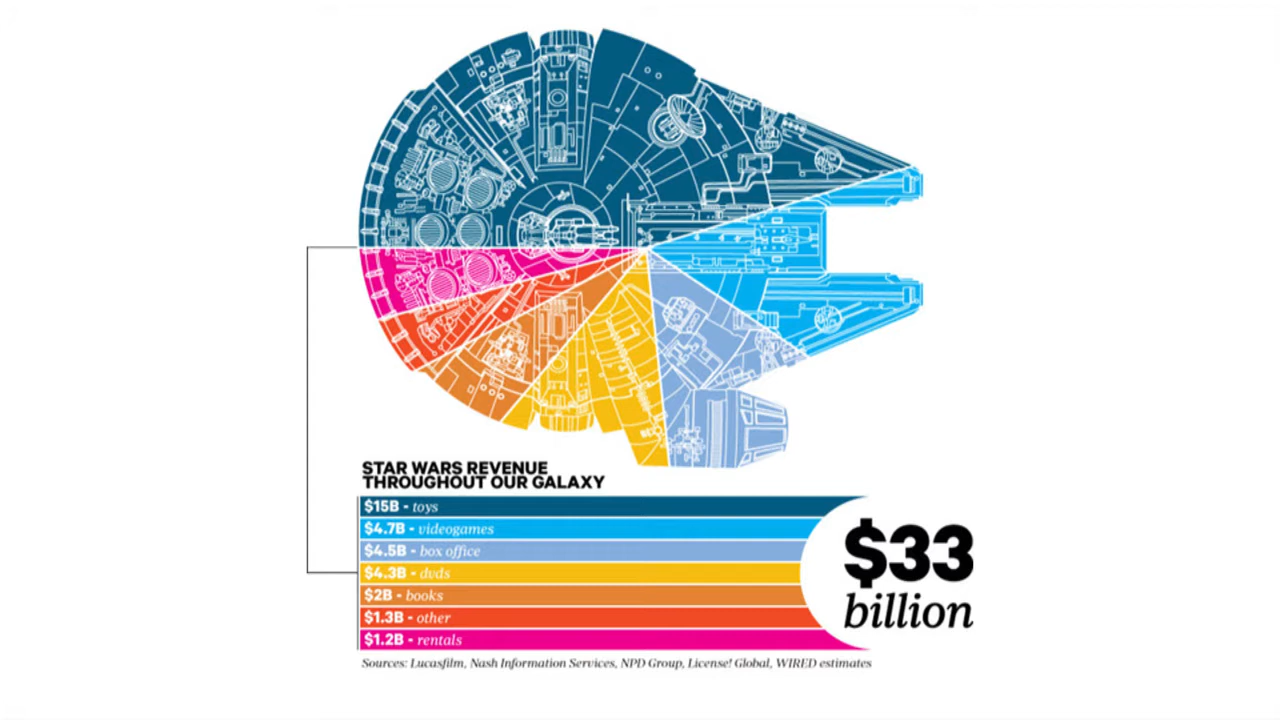 STAR WARS REVENUE
THROUGHOUT OUR GALAXY
$15B - toys
$4.7B - videogames
$4.5B - box office
$4.3B - dvds
$2B - books
$1.3B - other
$1.2B - rentals
$33
billion
Sources: Lucasfilm, Nash Information Services, NPD Group, License! Global, WIRED estimates